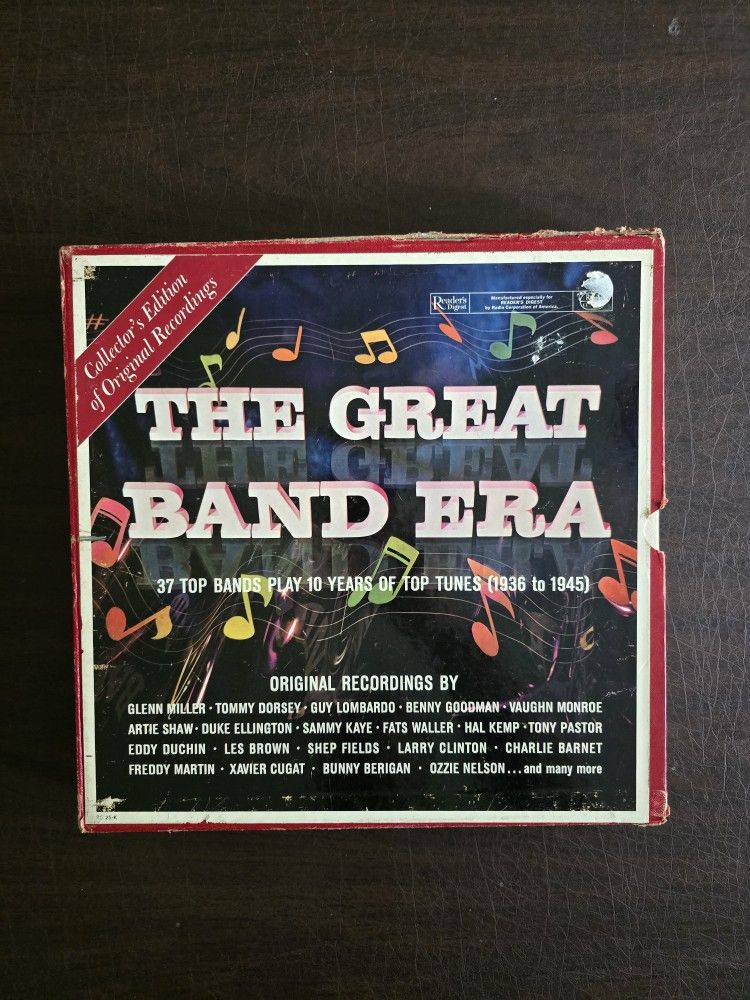 Collector's Edition
of Original Recordings
Reader's
Digest
Manufactured especially for
READER'S DIGEST
by Radio Corporation of America.
THE GREAT
BAND ERA
37 TOP BANDS PLAY 10 YEARS OF TOP TUNES (1936 to 1945)
ORIGINAL RECORDINGS BY
GLENN MILLER · TOMMY DORSEY · GUY LOMBARDO · BENNY GOODMAN · VAUGHN MONROE
ARTIE SHAW · DUKE ELLINGTON · SAMMY KAYE · FATS WALLER · HAL KEMP · TONY PASTOR
EDDY DUCHIN · LES BROWN · SHEP FIELDS · LARRY CLINTON · CHARLIE BARNET
FREDDY MARTIN · XAVIER CUGAT · BUNNY BERIGAN · OZZIE NELSON...and many more
25-K